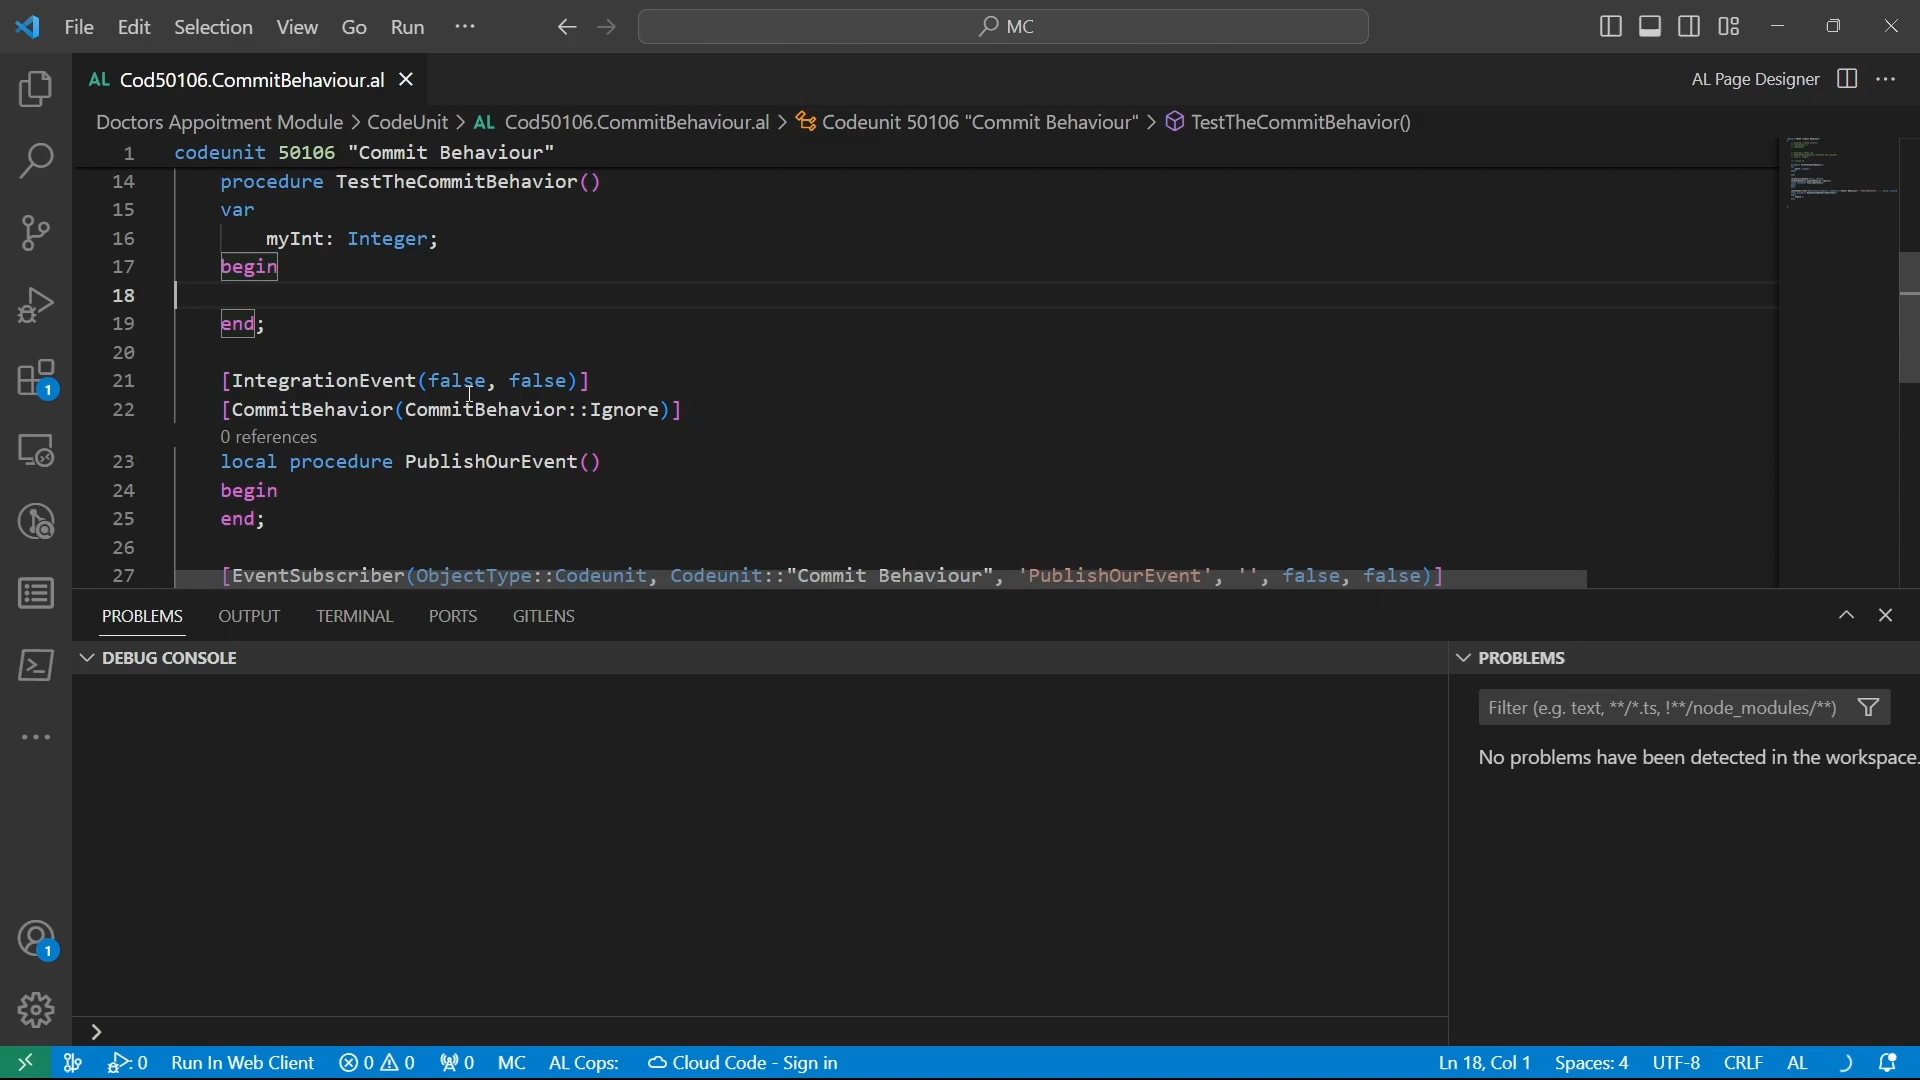 File Edit Selection View Go Run ···
MC
AL Cod50106.CommitBehaviour.al
AL Page Designer
Doctors Appoitment Module > CodeUnit > AL Cod50106.CommitBehaviour.al > Codeunit 50106 "Commit Behaviour" > TestTheCommitBehavior()
1 codeunit 50106 "Commit Behaviour"
14 procedure TestTheCommitBehavior()
15 var
16 myInt: Integer;
17 begin
18
19 end;
20
21 [IntegrationEvent(false, false)]
22 [CommitBehavior(CommitBehavior::Ignore)]
0 references
23 local procedure PublishOurEvent()
24 begin
25 end;
26
27 [EventSubscriber(ObjectType::Codeunit, Codeunit::"Commit Behaviour", 'PublishOurEvent', '', false, false)]
1
PROBLEMS OUTPUT TERMINAL PORTS GITLENS
DEBUG CONSOLE
PROBLEMS
Filter (e.g. text, **/*.ts, !**/node_modules/**)
No problems have been detected in the workspace.
1
0 Run In Web Client 0 0 0 MC AL Cops: Cloud Code - Sign in
Ln 18, Col 1 Spaces: 4 UTF-8 CRLF AL